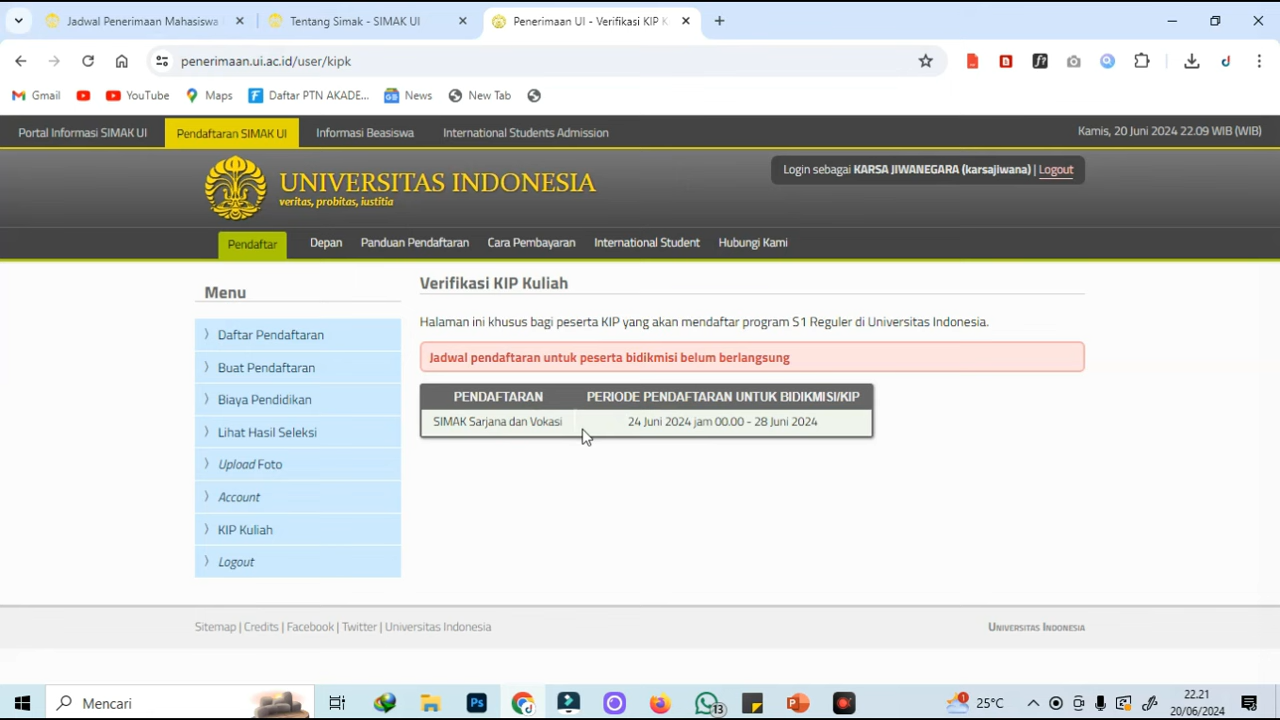 Jadwal Penerimaan Mahasiswa
Tentang Simak - SIMAK UI
Penerimaan UI - Verifikasi KIP K
penerimaan.ui.ac.id/user/kipk
Gmail
YouTube
Maps
Daftar PTN AKADE...
News
New Tab
Portal Informasi SIMAK UI
Pendaftaran SIMAK UI
Informasi Beasiswa
International Students Admission
Kamis, 20 Juni 2024 22.09 WIB (WIB)
UNIVERSITAS INDONESIA
veritas, probitas, iustitia
Login sebagai KARSA JIWANEGARA (karsajiwana) | Logout
Pendaftar
Depan
Panduan Pendaftaran
Cara Pembayaran
International Student
Hubungi Kami
Menu
Daftar Pendaftaran
Buat Pendaftaran
Biaya Pendidikan
Lihat Hasil Seleksi
Upload Foto
Account
KIP Kuliah
Logout
Verifikasi KIP Kuliah
Halaman ini khusus bagi peserta KIP yang akan mendaftar program S1 Reguler di Universitas Indonesia.
Jadwal pendaftaran untuk peserta bidikmisi belum berlangsung
PENDAFTARAN PERIODE PENDAFTARAN UNTUK BIDIKMISI/KIP
SIMAK Sarjana dan Vokasi 24 Juni 2024 jam 00.00 - 28 Juni 2024
Sitemap | Credits | Facebook | Twitter | Universitas Indonesia
UNIVERSITAS INDONESIA
Mencari
Ps
13
1
25°C
22.21
20/06/2024